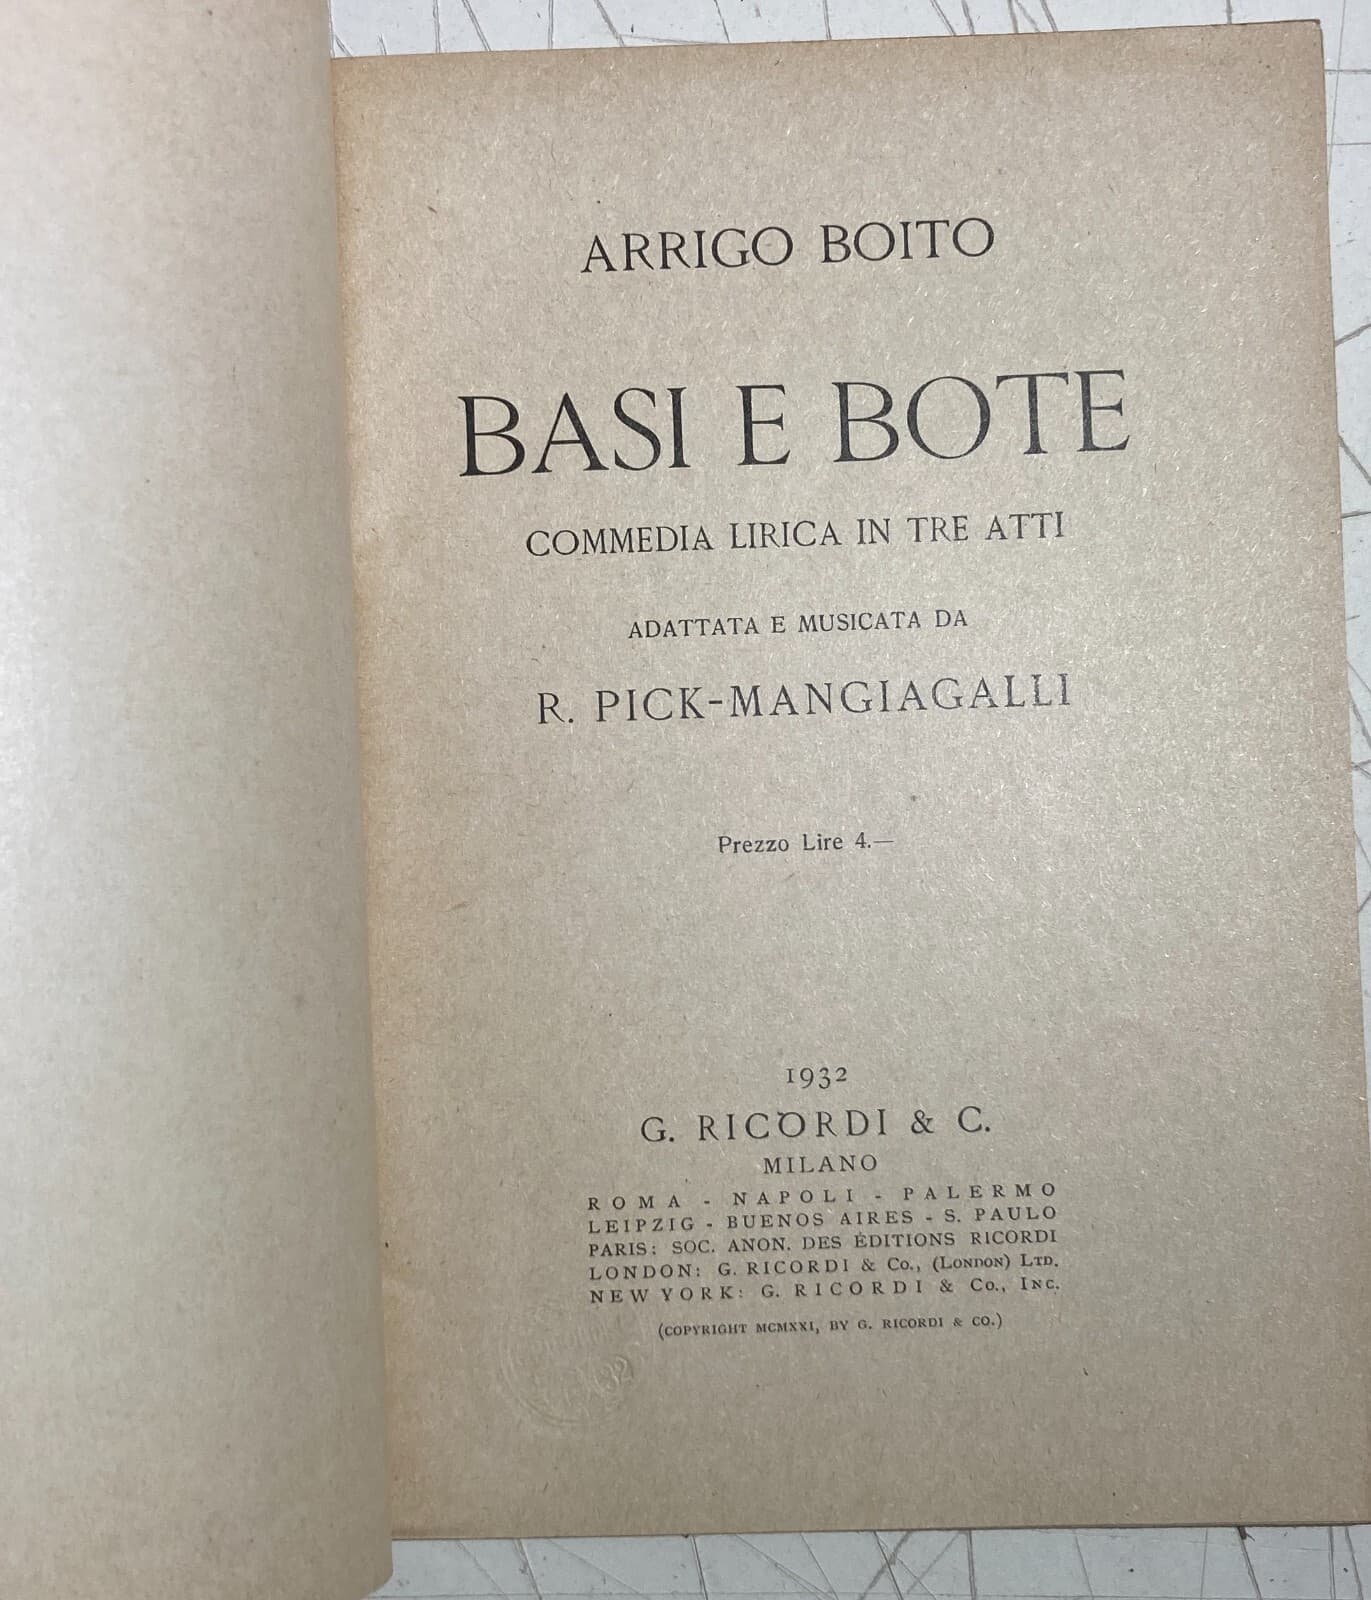 ARRIGO BOITO
BASI E BOTE
COMMEDIA LIRICA IN TRE ATTI
ADATTATA E MUSICATA DA
R. PICK-MANGIAGALLI
Prezzo Lire 4.—
1932
G. RICORDI & C.
MILANO
ROMA - NAPOLI - PALERMO
LEIPZIG - BUENOS AIRES - S. PAULO
PARIS: SOC. ANON. DES ÉDITIONS RICORDI
LONDON: G. RICORDI & Co., (LONDON) LTD.
NEW YORK: G. RICORDI & Co., INC.
(COPYRIGHT MCMXXI, BY G. RICORDI & CO.)